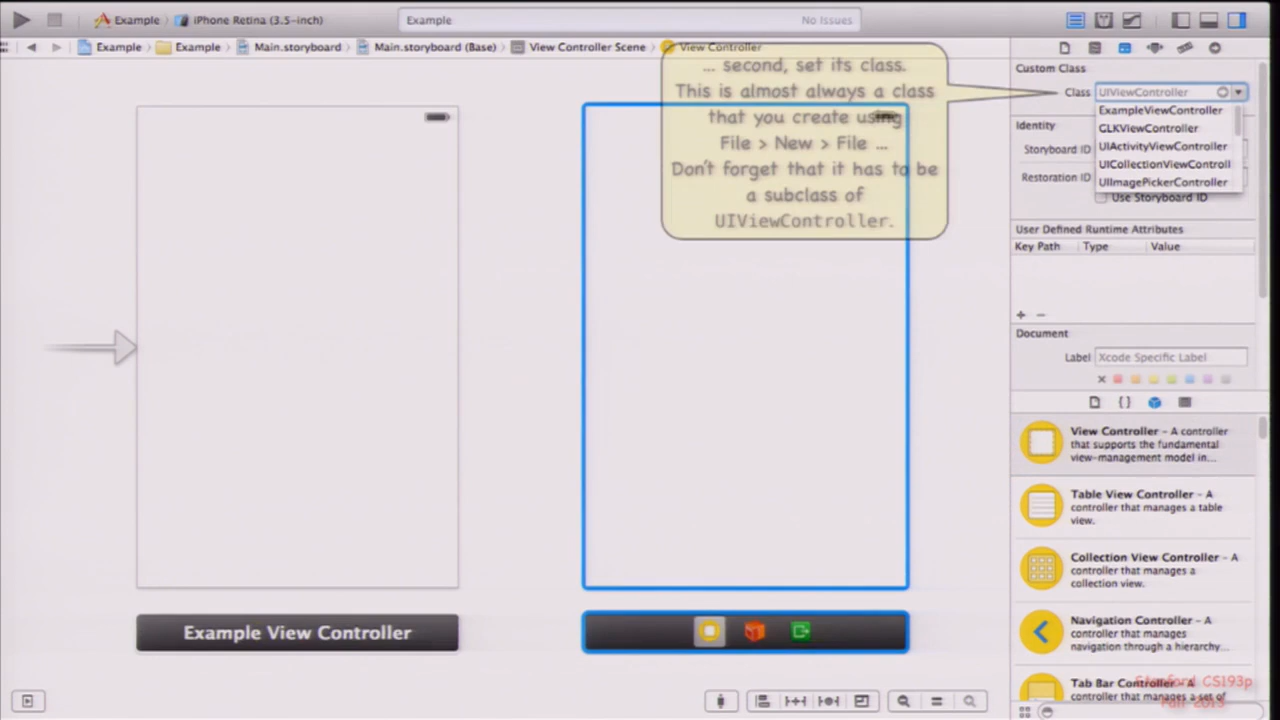 Example
iPhone Retina (3.5-inch)
Example
No Issues
Example
Example
Main.storyboard
Main.storyboard (Base)
View Controller Scene
View Controller
... second, set its class.
This is almost always a class
that you create using
File > New > File ...
Don't forget that it has to be
a subclass of
UIViewController.
Custom Class
Class
UIViewController
ExampleViewController
GLKViewController
UIActivityViewController
UICollectionViewControll
UIImagePickerController
Identity
Storyboard ID
Restoration ID
Use Storyboard ID
User Defined Runtime Attributes
Key Path
Type
Value
Document
Label
Xcode Specific Label
View Controller - A controller
that supports the fundamental
view-management model in...
Table View Controller - A
controller that manages a table
view.
Collection View Controller - A
controller that manages a
collection view.
Navigation Controller - A
controller that manages
navigation through a hierarchy...
Tab Bar Controller - A
controller that manages a set of
Example View Controller
Stanford CS193p
Fall 2013